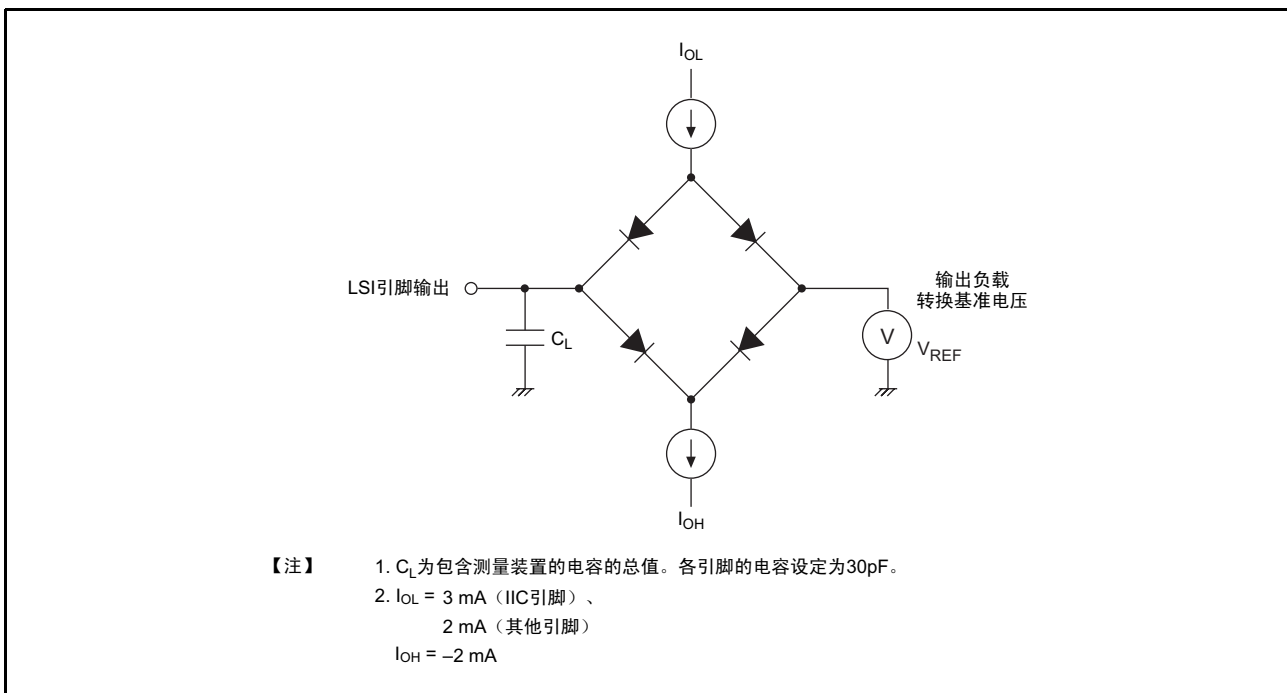 I_OL
LSI引脚输出
C_L
输出负载
转换基准电压
V
V_REF
I_OH
【注】 1. C_L为包含测量装置的电容的总值。各引脚的电容设定为30pF。
2. I_OL = 3 mA（IIC引脚）、
2 mA（其他引脚）
I_OH = –2 mA